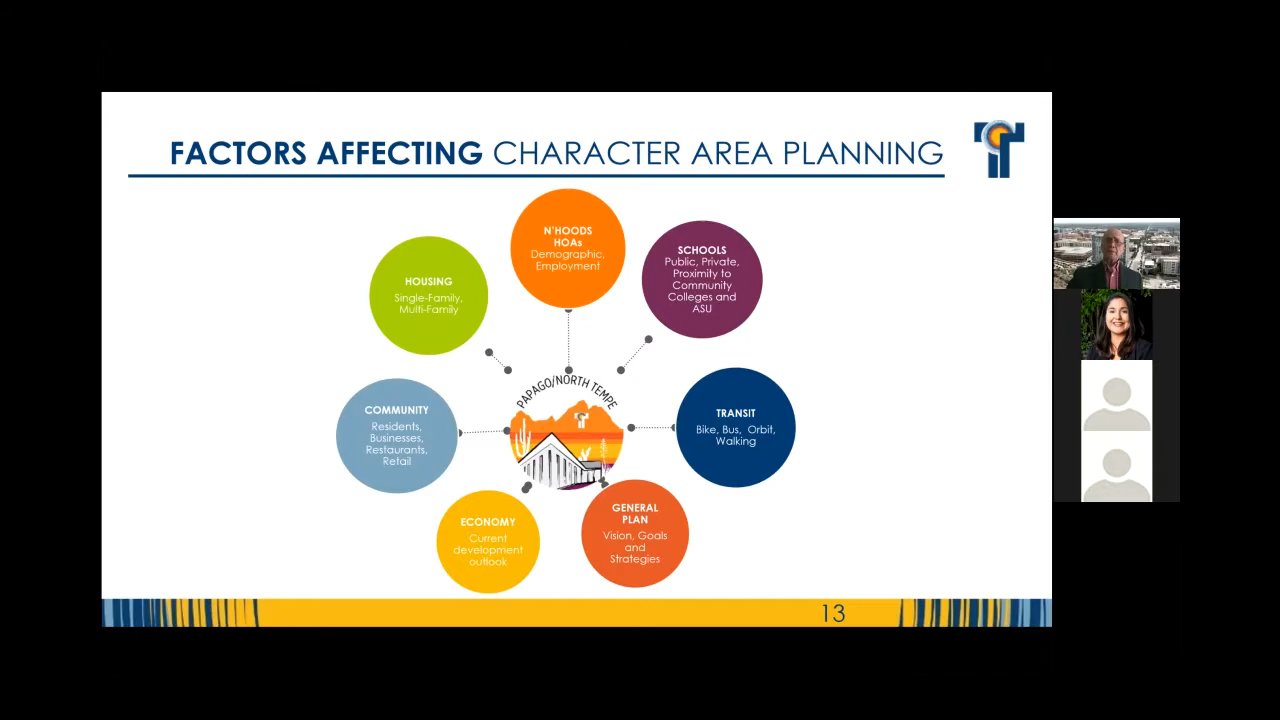 FACTORS AFFECTING CHARACTER AREA PLANNING
N'HOODS
HOAs
Demographic,
Employment
SCHOOLS
Public, Private,
Proximity to
Community
Colleges and
ASU
HOUSING
Single-Family,
Multi-Family
PAPAGO/NORTH TEMPE
TRANSIT
Bike, Bus, Orbit,
Walking
COMMUNITY
Residents,
Businesses,
Restaurants,
Retail
GENERAL
PLAN
Vision, Goals
and
Strategies
ECONOMY
Current
development
outlook
13